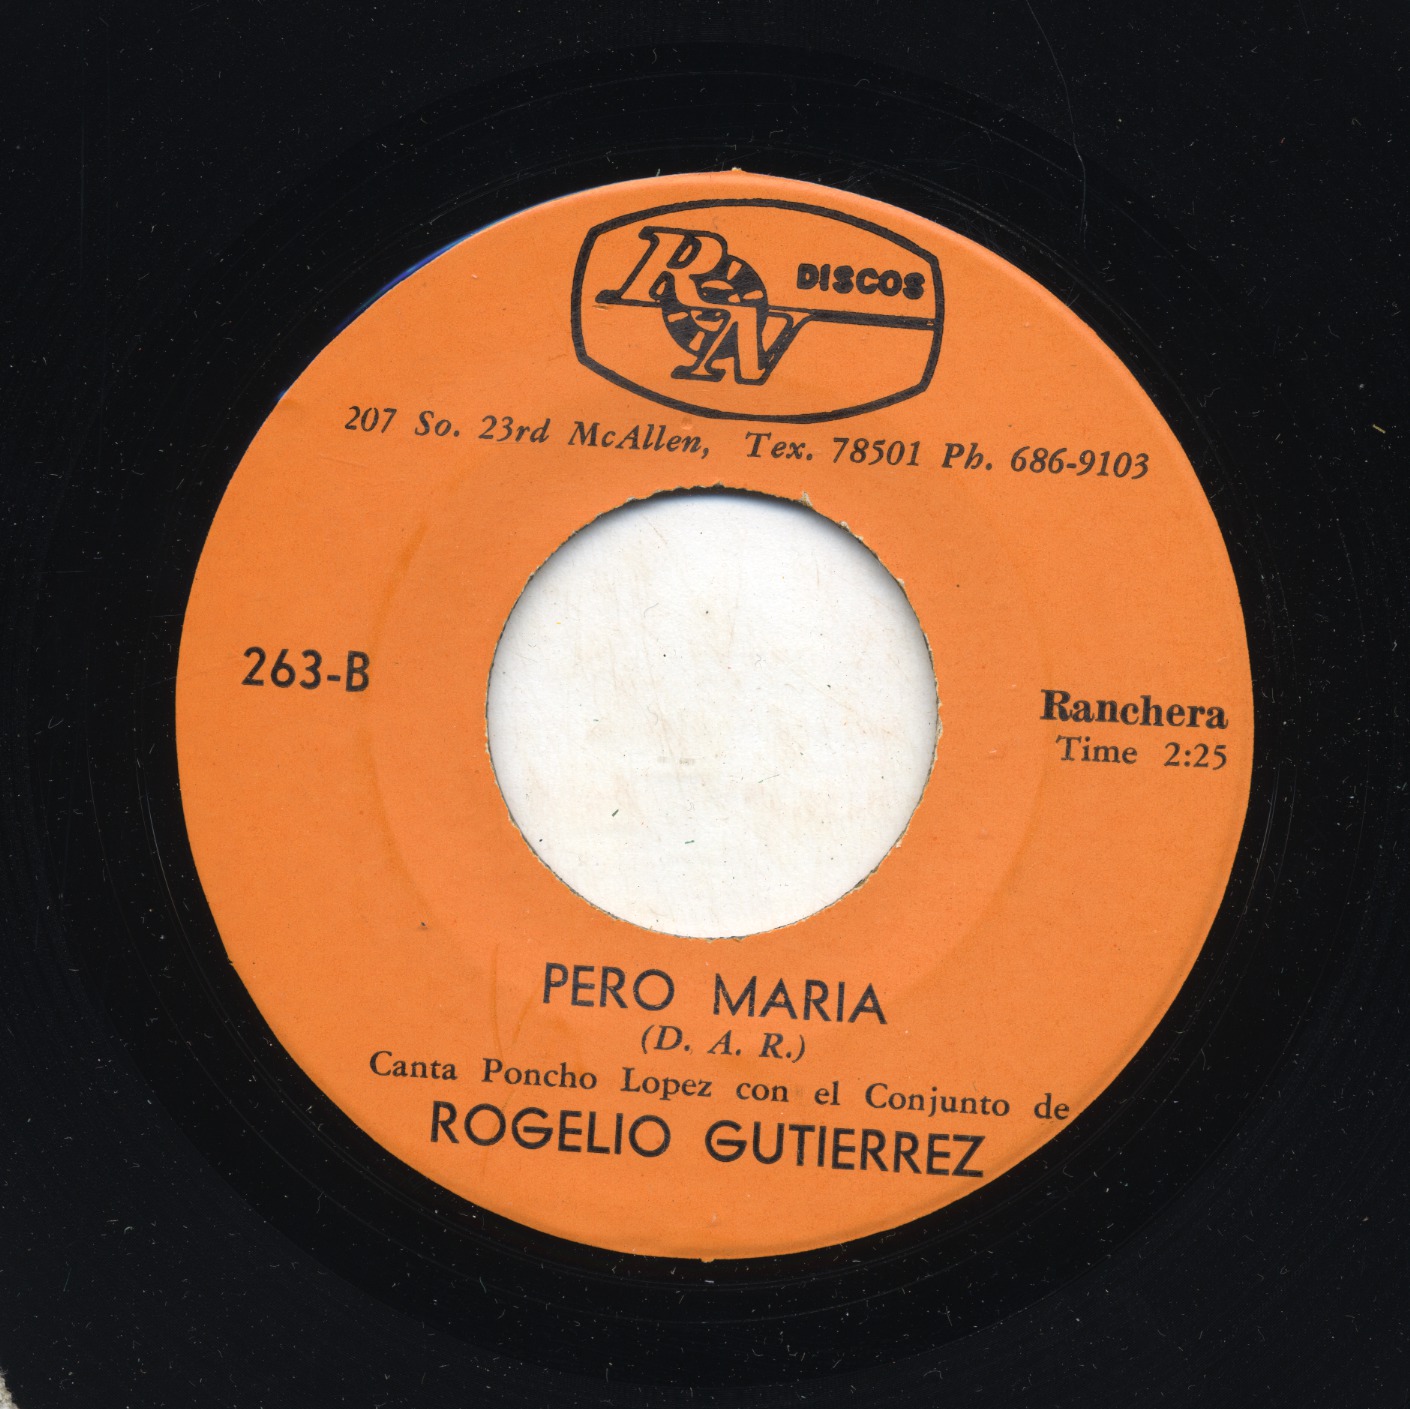 RN DISCOS
207 So. 23rd McAllen, Tex. 78501 Ph. 686-9103
263-B
Ranchera
Time 2:25
PERO MARIA
(D. A. R.)
Canta Poncho Lopez con el Conjunto de
ROGELIO GUTIERREZ